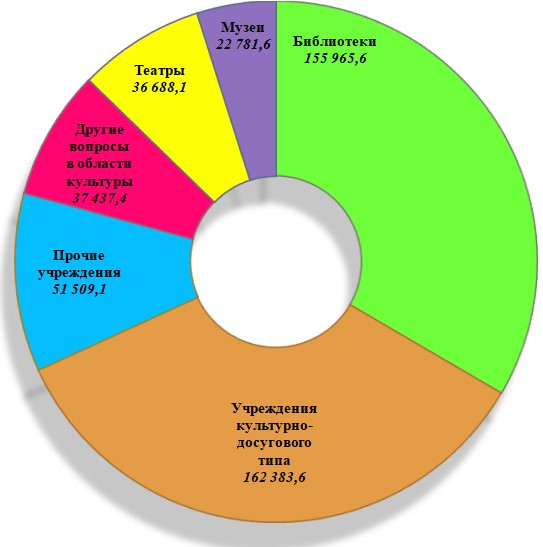 Музеи
22 781,6
Библиотеки
155 965,6
Театры
36 688,1
Другие
вопросы
в области
культуры
37 437,4
Прочие
учреждения
51 509,1
Учреждения
культурно-
досугового
типа
162 383,6